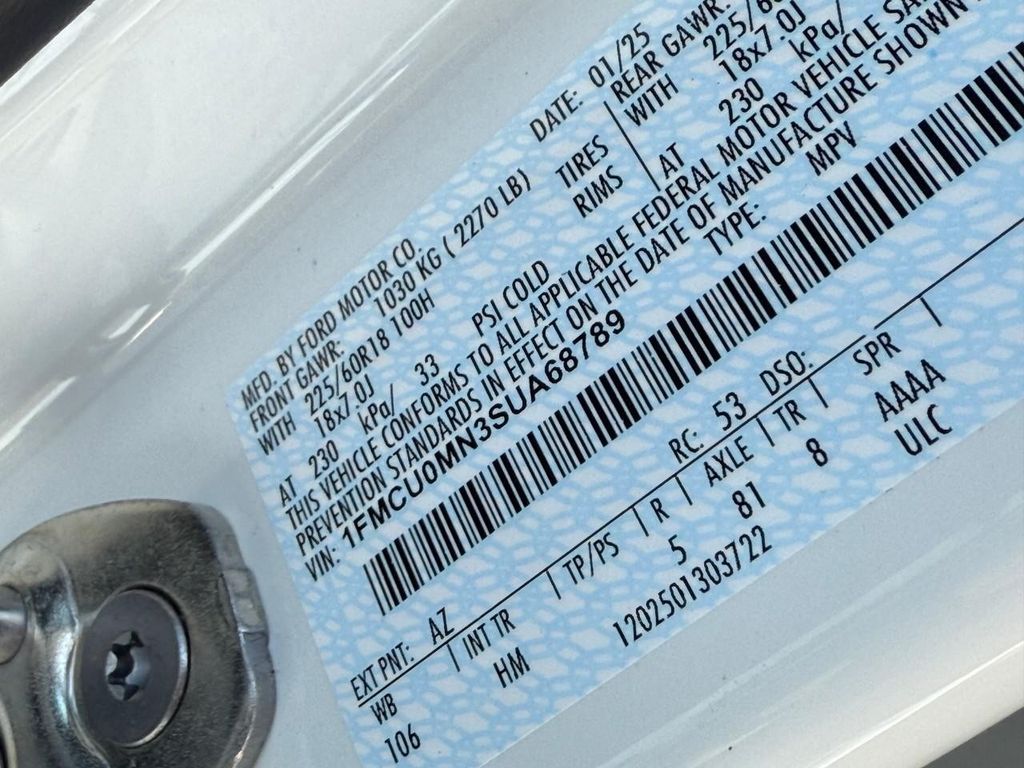 MFD. BY FORD MOTOR CO.
DATE: 01/25
FRONT GAWR: 1030 KG ( 2270 LB)
REAR GAWR:
WITH 225/60R18 100H TIRES WITH
18x7.0J RIMS 18x7.0J
AT 230 kPa/ 33 PSI COLD AT 230 kPa/
THIS VEHICLE CONFORMS TO ALL APPLICABLE FEDERAL MOTOR VEHICLE
PREVENTION STANDARDS IN EFFECT ON THE DATE OF MANUFACTURE SHOWN
VIN: 1FMCU0MN3SUA68789 TYPE: MPV
EXT PNT: AZ RC: 53 DSO:
WB | INT TR | TP/PS | R | AXLE | TR | SPR |
106 HM 5 81 8 AAAA
1202501303722 ULC